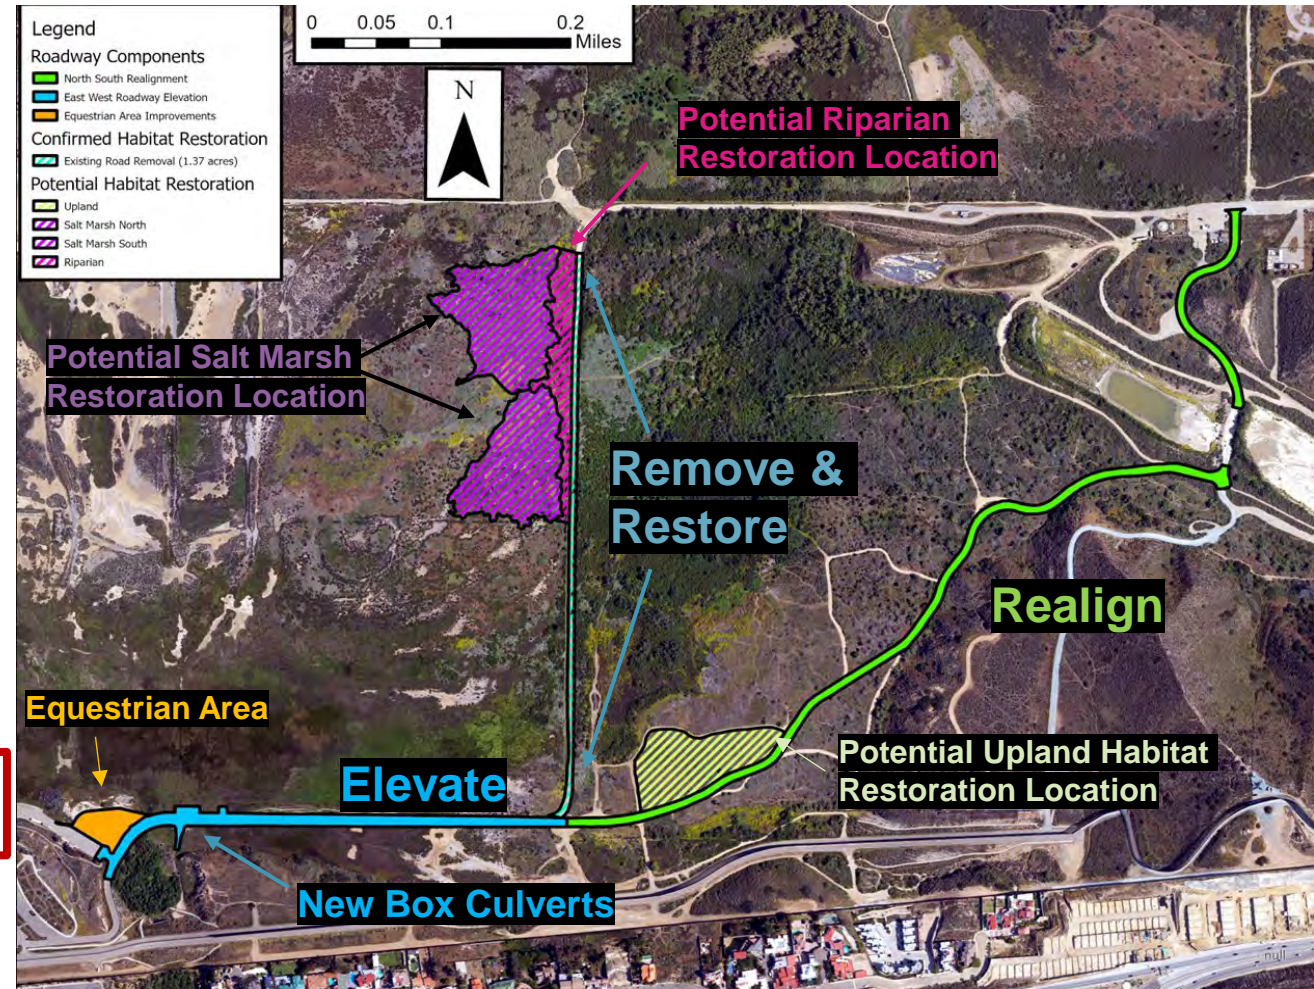 Legend
Roadway Components
North South Realignment
East West Roadway Elevation
Equestrian Area Improvements
Confirmed Habitat Restoration
Existing Road Removal (1.37 acres)
Potential Habitat Restoration
Upland
Salt Marsh North
Salt Marsh South
Riparian
0 0.05 0.1 0.2
Miles
N
Potential Riparian
Restoration Location
Potential Salt Marsh
Restoration Location
Remove &
Restore
Realign
Equestrian Area
Elevate
Potential Upland Habitat
Restoration Location
New Box Culverts
null